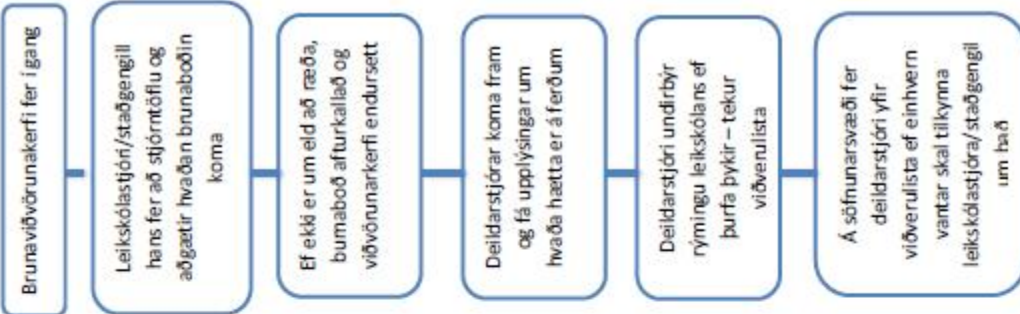 Brunaviðvörunakerfi fer í gang
Leikskólastjóri/staðgengill
hans fer að stjórntöflu og
aðgætir hvaðan brunaboðin
koma
Ef ekki er um eld að ræða,
bumaboð afturkallað og
viðvörunarkerfi endursett
Deildarstjórar koma fram
og fá upplýsingar um
hvaða hætta er á ferðum
Deildarstjóri undirbýr
rýmingu leikskólans ef
þurfa þykir – tekur
viðverulista
Á söfnunarsvæði fer
deildarstjóri yfir
viðverulista ef einhvern
vantar skal tilkynna
leikskólastjóra/staðgengil
um það